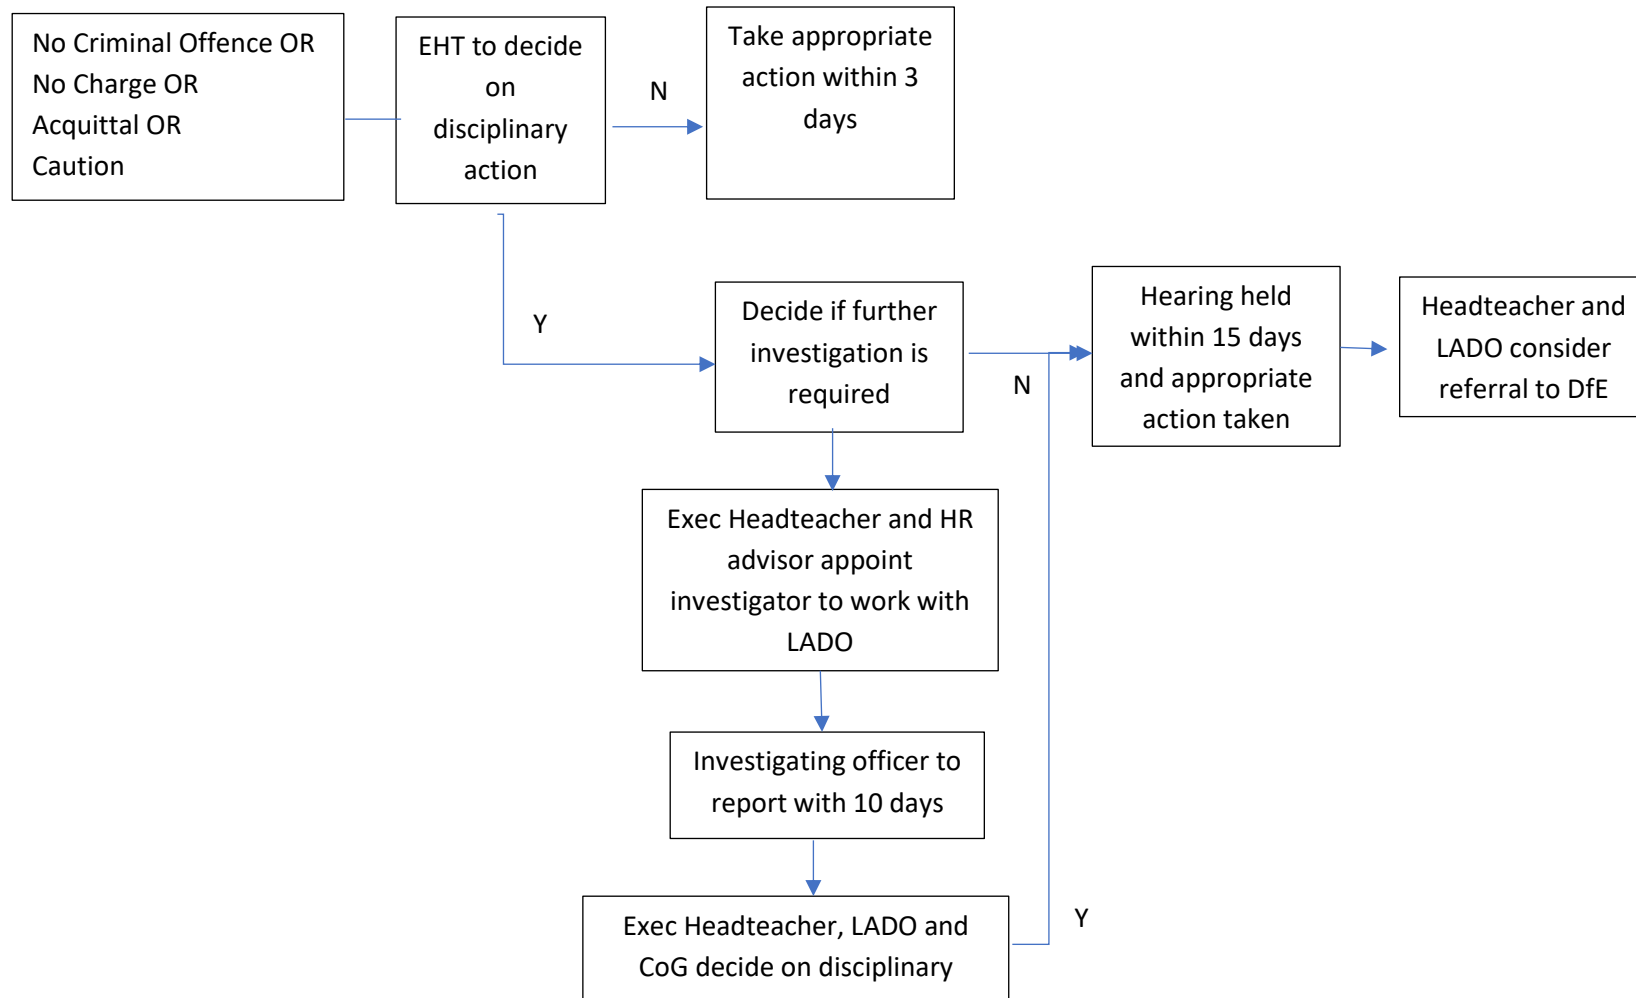 No Criminal Offence OR
No Charge OR
Acquittal OR
Caution
EHT to decide
on
disciplinary
action
N
Take appropriate
action within 3
days
Y
Decide if further
investigation is
required
N
Hearing held
within 15 days
and appropriate
action taken
Headteacher and
LADO consider
referral to DfE
Exec Headteacher and HR
advisor appoint
investigator to work with
LADO
Investigating officer to
report with 10 days
Exec Headteacher, LADO and
CoG decide on disciplinary
Y